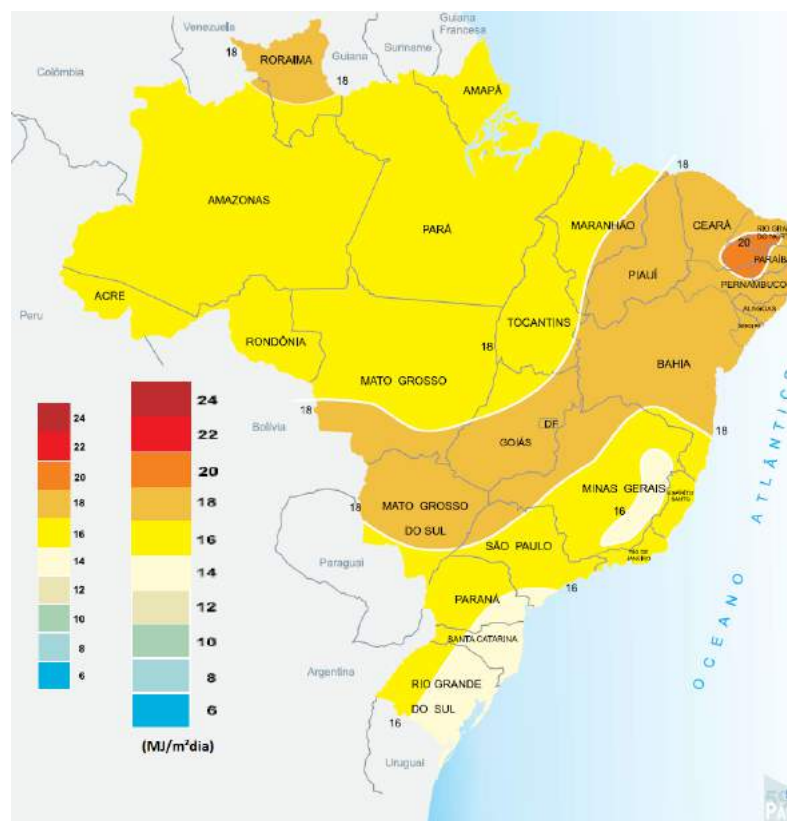 Venezuela
Guiana
Francesa
Suriname
Guiana
Colômbia
18
RORAIMA
18
AMAPÁ
18
AMAZONAS
PARÁ
MARANHÃO
CEARÁ
RIO GRA
DO NORT
20
PARAÍB
PIAUÍ
PERNAMBUCO
ALAGOAS
ACRE
Peru
RONDÔNIA
TOCANTINS
18
MATO GROSSO
BAHIA
18
Bolívia
GOIÁS
DF
18
MINAS GERAIS
ESPÍRITO
SANTO
16
MATO GROSSO
DO SUL
18
SÃO PAULO
RIO DE
JANEIRO
Paraguai
16
PARANÁ
SANTA CATARINA
Argentina
RIO GRANDE
DO SUL
16
Uruguai
OCEANO ATLÂNTICO
24
22
20
18
16
14
12
10
8
6
24
22
20
18
16
14
12
10
8
6
(MJ/m²dia)